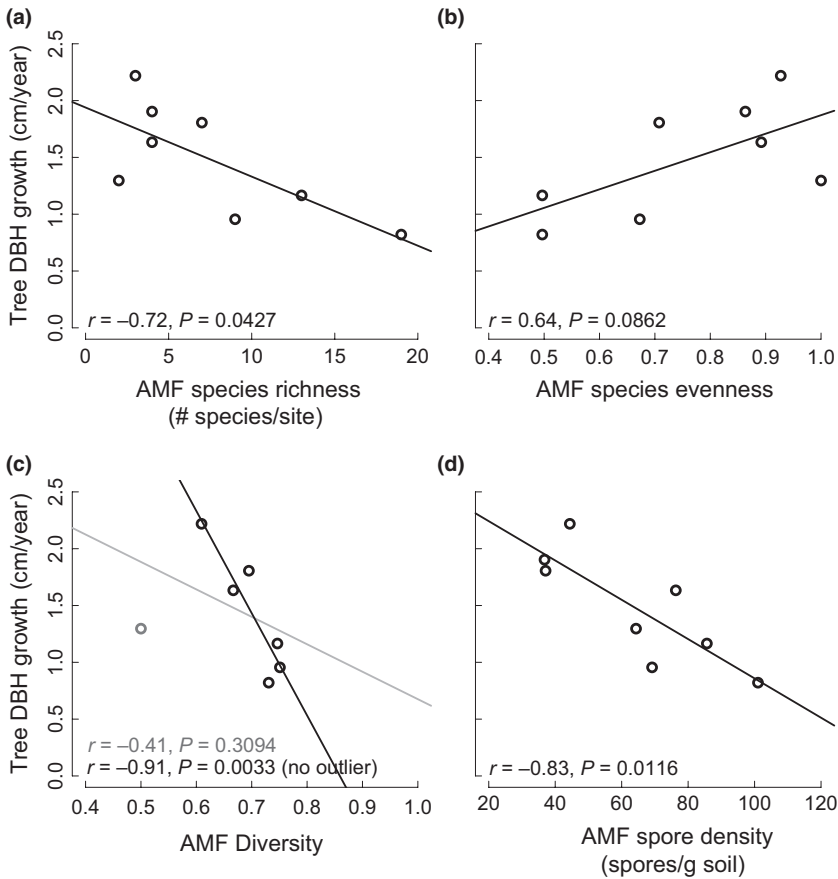 (a)
Tree DBH growth (cm/year)
0.0 0.5 1.0 1.5 2.0 2.5
r = –0.72, P = 0.0427
0 5 10 15 20
AMF species richness
(# species/site)
(b)
r = 0.64, P = 0.0862
0.4 0.5 0.6 0.7 0.8 0.9 1.0
AMF species evenness
(c)
Tree DBH growth (cm/year)
0.0 0.5 1.0 1.5 2.0 2.5
r = –0.41, P = 0.3094
r = –0.91, P = 0.0033 (no outlier)
0.4 0.5 0.6 0.7 0.8 0.9 1.0
AMF Diversity
(d)
r = –0.83, P = 0.0116
20 40 60 80 100 120
AMF spore density
(spores/g soil)